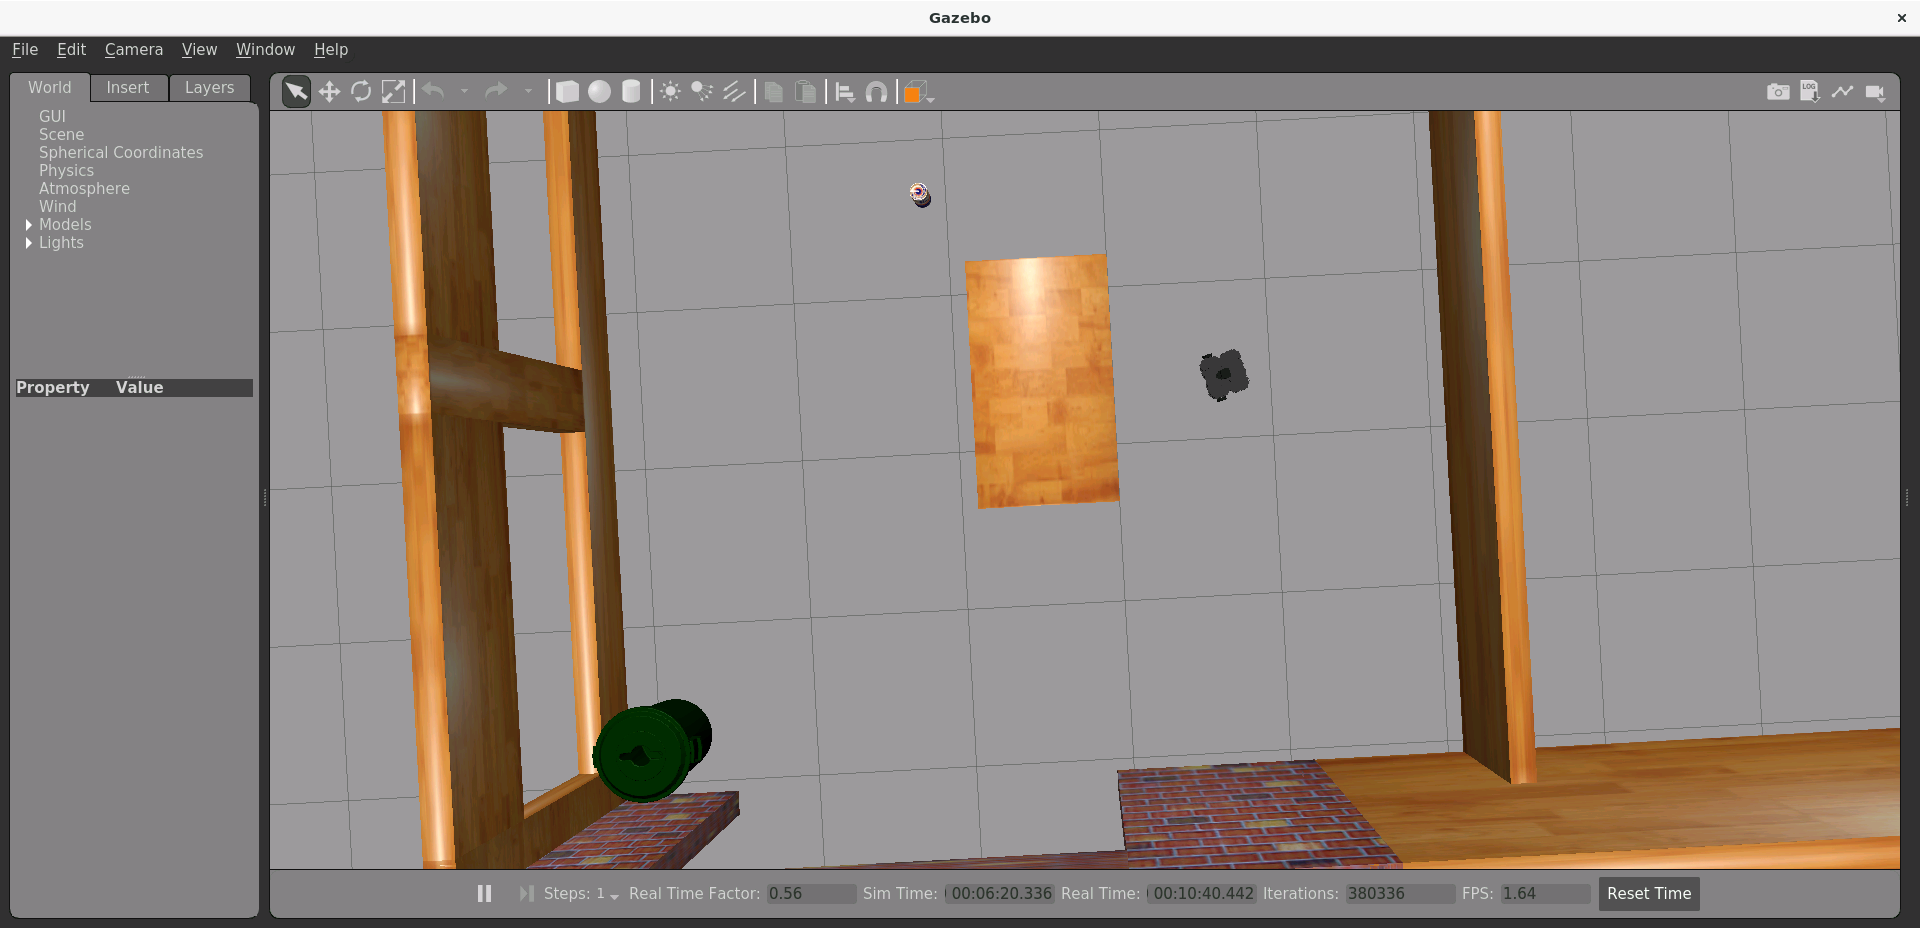 Gazebo
File Edit Camera View Window Help
World Insert Layers
GUI
Scene
Spherical Coordinates
Physics
Atmosphere
Wind
Models
Lights
Property Value
LOG
Steps: 1 Real Time Factor: 0.56 Sim Time: 00:06:20.336 Real Time: 00:10:40.442 Iterations: 380336 FPS: 1.64 Reset Time